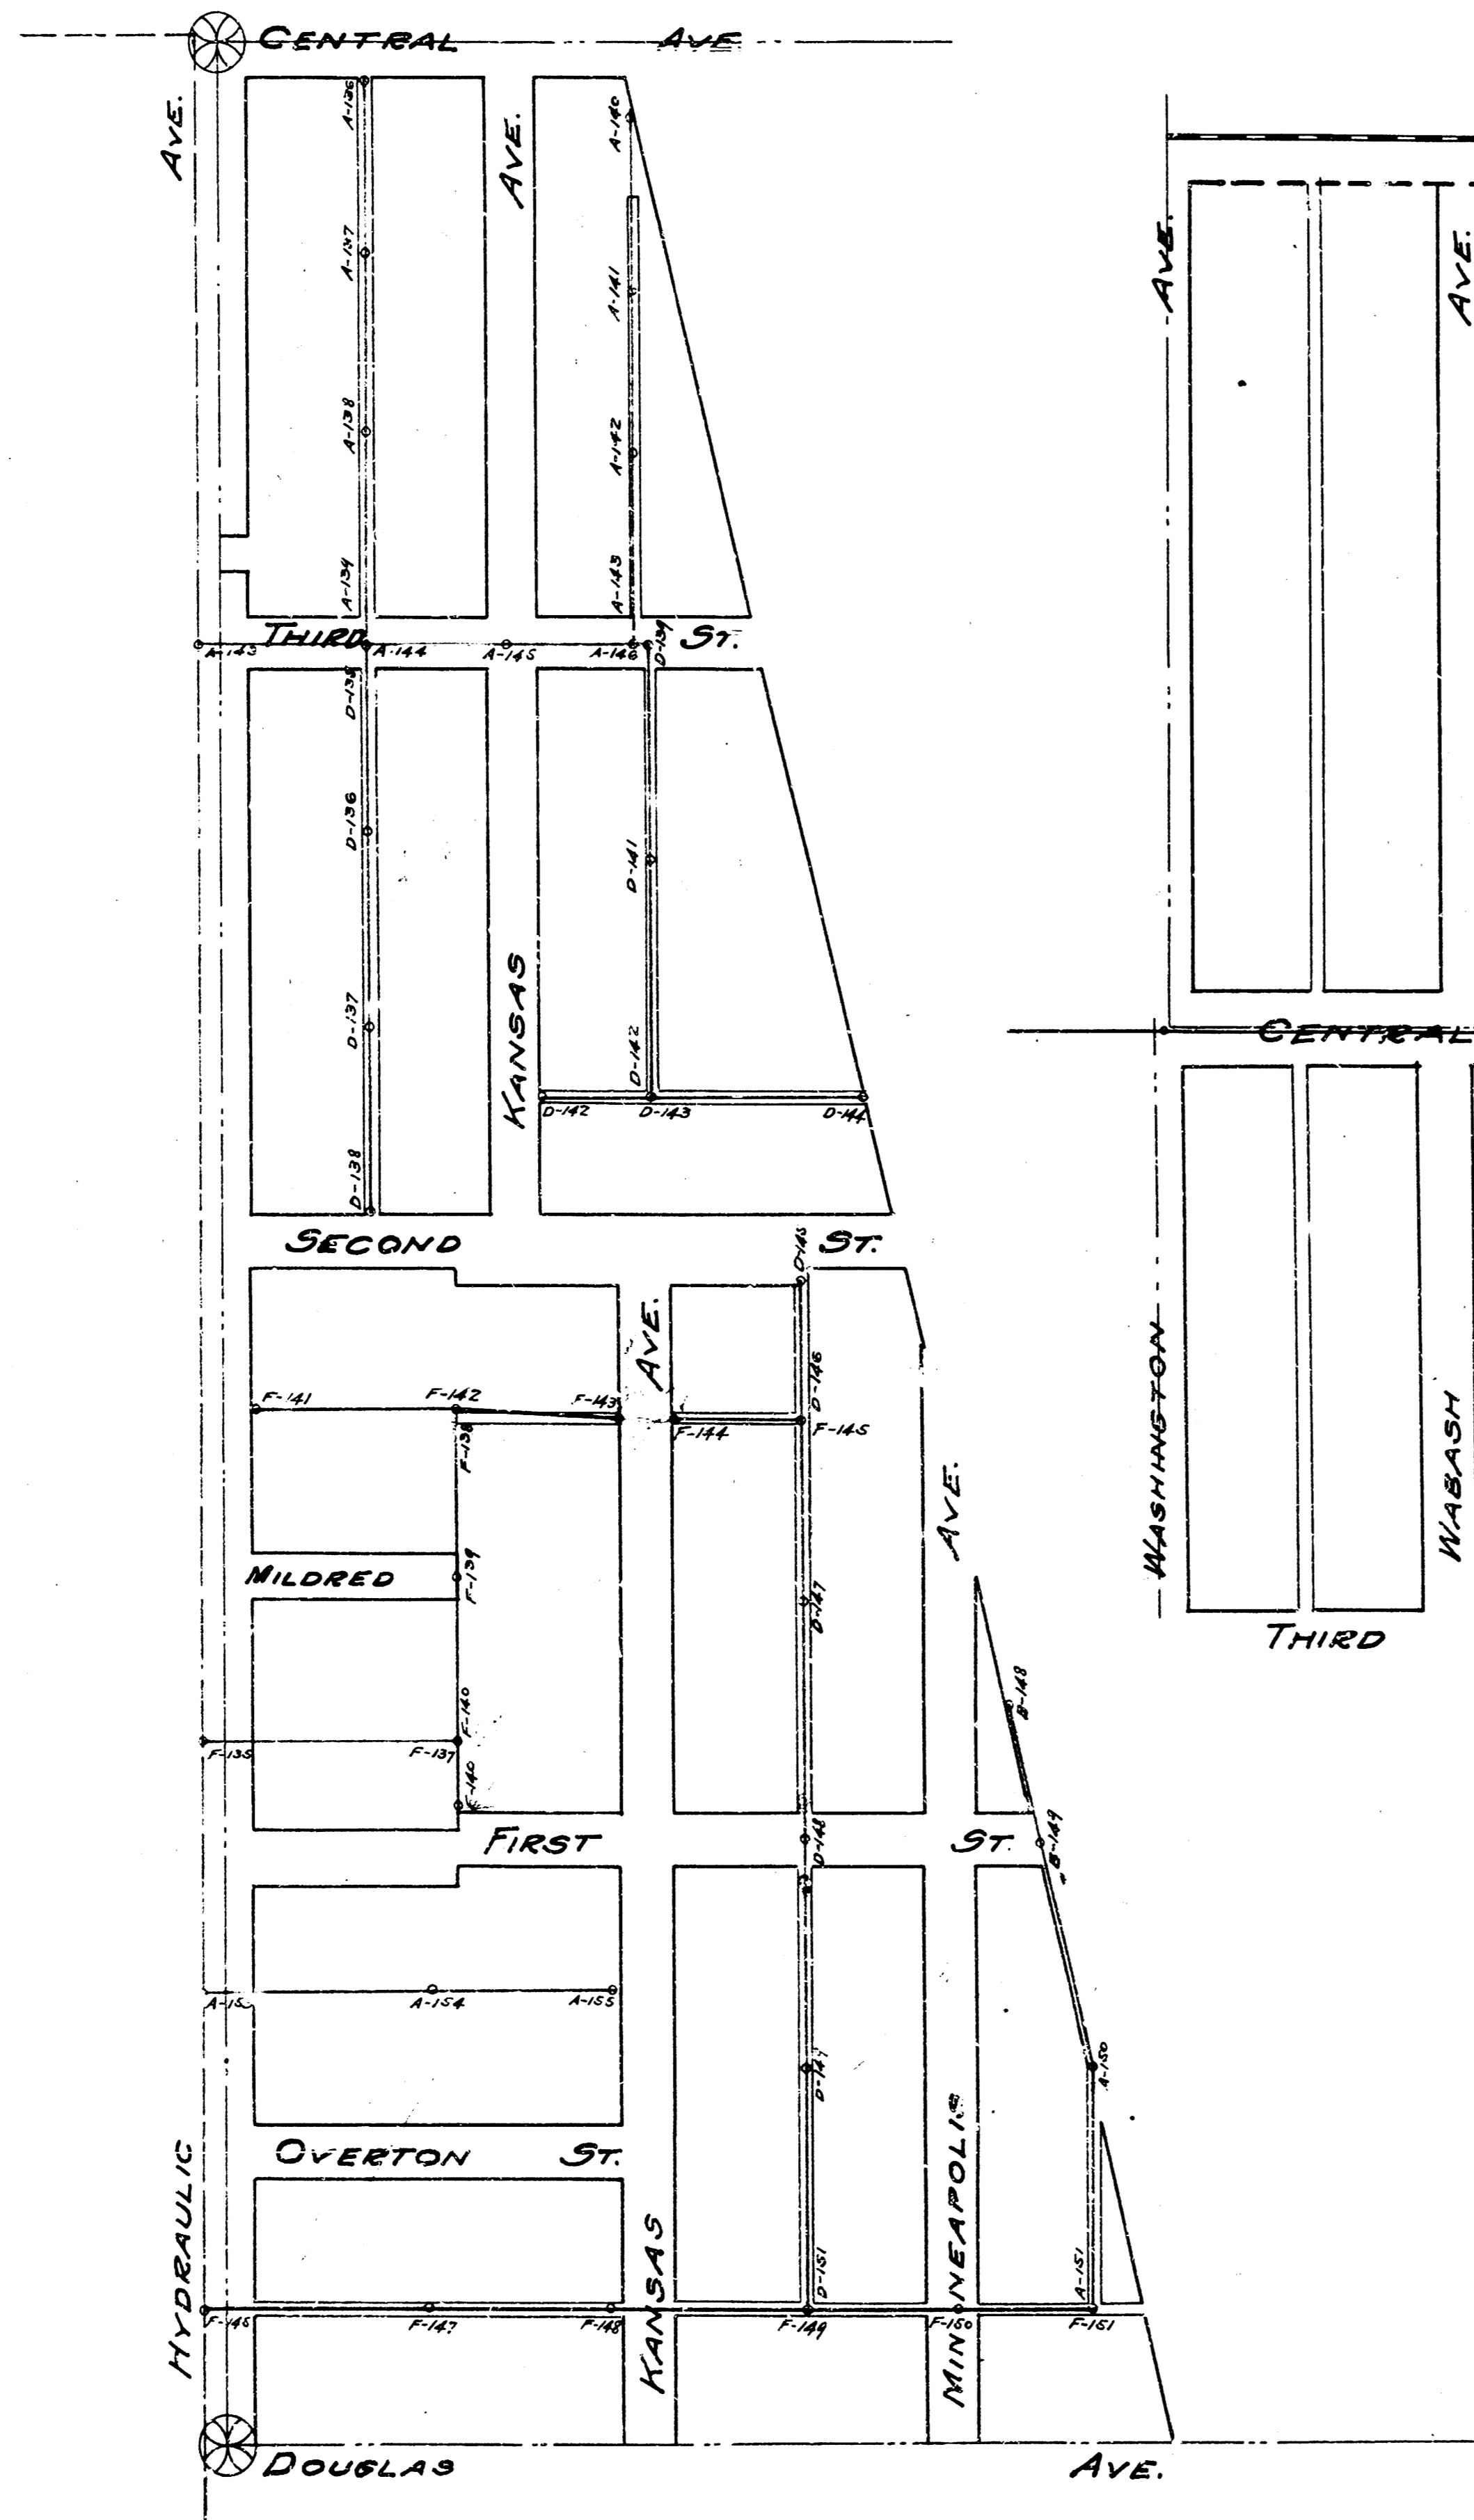 CENTRAL AVE
AVE.
A-136
AVE.
A-140
A-137
A-141
AVE.
AVE.
A-138
A-142
A-139
A-143
THIRD ST.
A-143
A-144
A-145
A-146
D-139
D-135
D-136
D-141
D-137
KANSAS
D-142
CENTRAL
D-142
D-143
D-144
D-138
SECOND ST.
D-145
AVE.
D-146
WASHINGTON
WABASH
F-141
F-142
F-143
F-144
F-145
F-138
AVE.
MILDRED
F-139
D-147
THIRD
B-148
F-140
F-135
F-137
F-140
FIRST ST.
D-148
B-149
A-154
A-155
A-150
OVERTON ST.
HYDRAULIC
KANSAS
MINNEAPOLIS
D-151
A-151
F-146
F-147
F-148
F-149
F-150
F-151
DOUGLAS AVE.